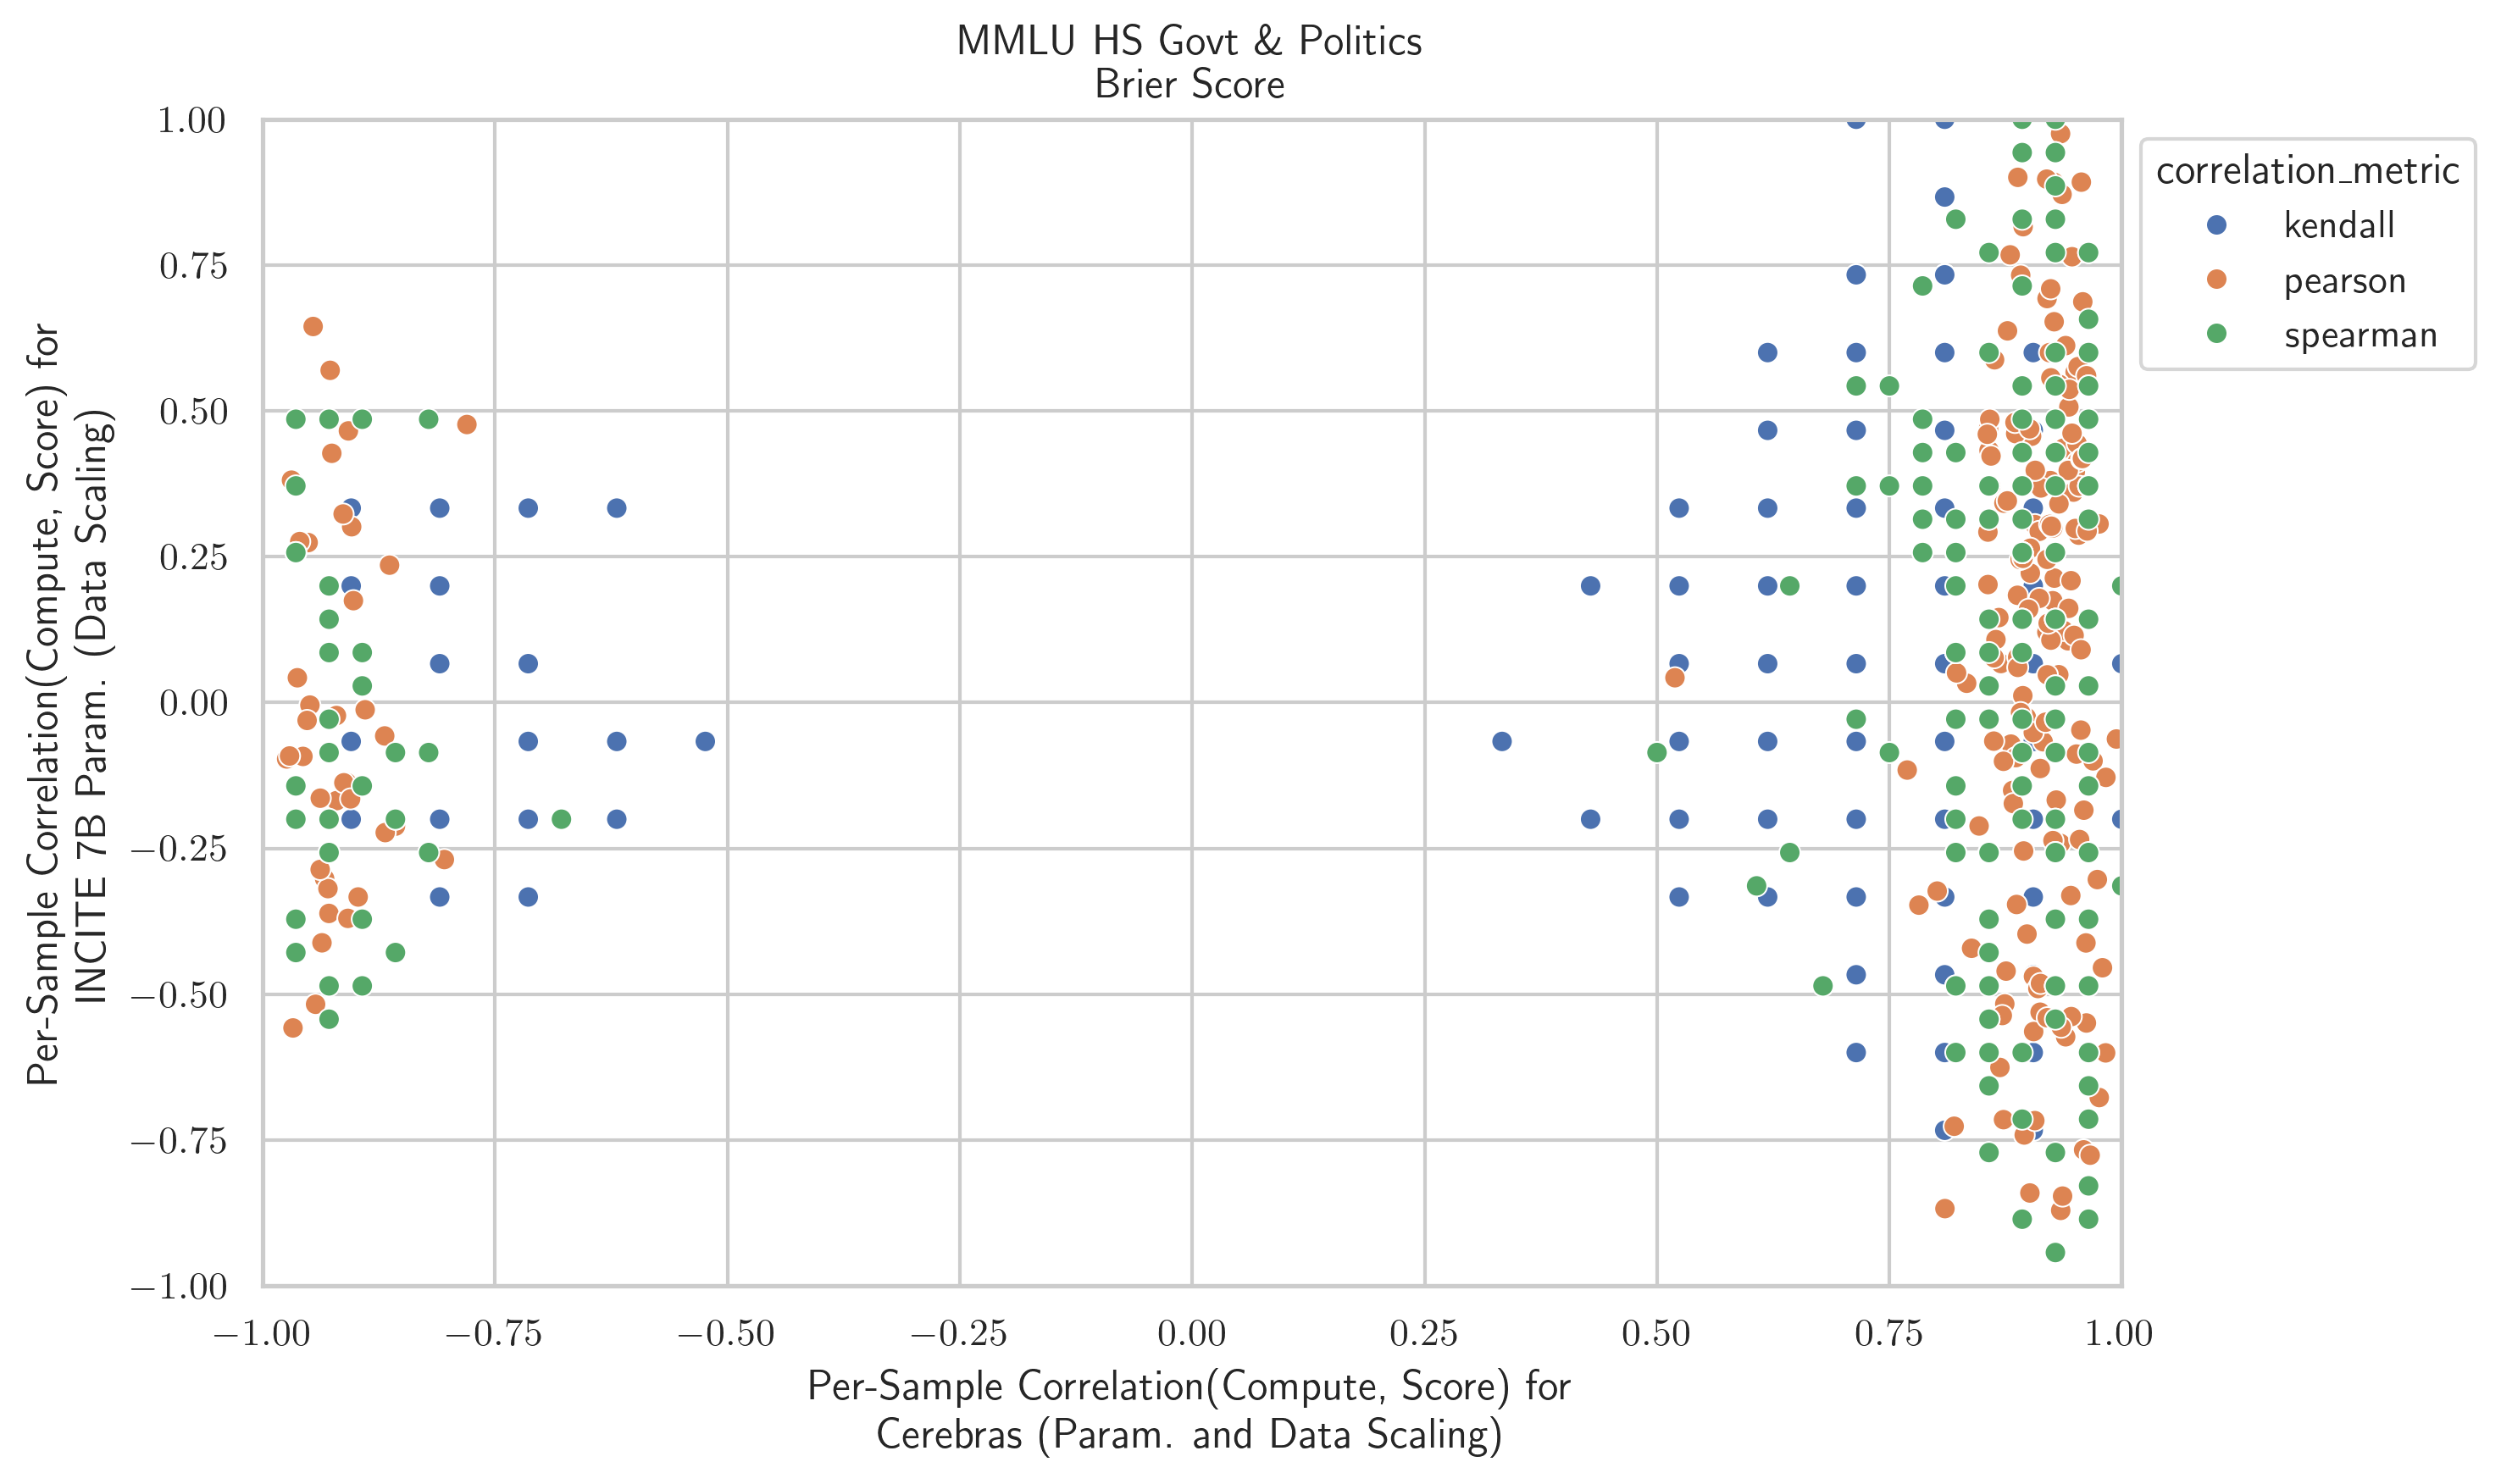 MMLU HS Govt & Politics
Brier Score
Per-Sample Correlation(Compute, Score) for
INCITE 7B Param. (Data Scaling)
1.00
0.75
0.50
0.25
0.00
−0.25
−0.50
−0.75
−1.00
−1.00
−0.75
−0.50
−0.25
0.00
0.25
0.50
0.75
1.00
Per-Sample Correlation(Compute, Score) for
Cerebras (Param. and Data Scaling)
correlation_metric
kendall
pearson
spearman